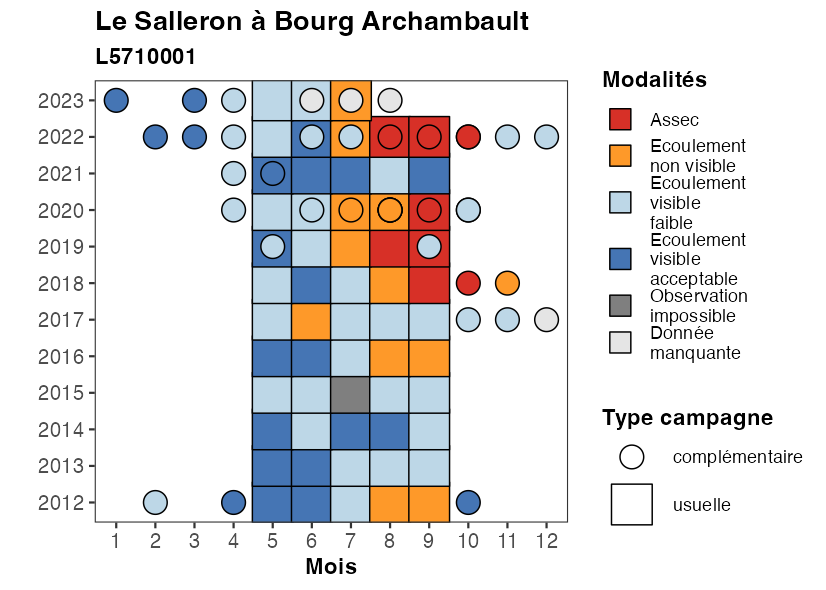 Le Salleron à Bourg Archambault
L5710001
2023
2022
2021
2020
2019
2018
2017
2016
2015
2014
2013
2012
1 2 3 4 5 6 7 8 9 10 11 12
Mois
Modalités
Assec
Ecoulement
non visible
Ecoulement
visible
faible
Ecoulement
visible
acceptable
Observation
impossible
Donnée
manquante
Type campagne
complémentaire
usuelle